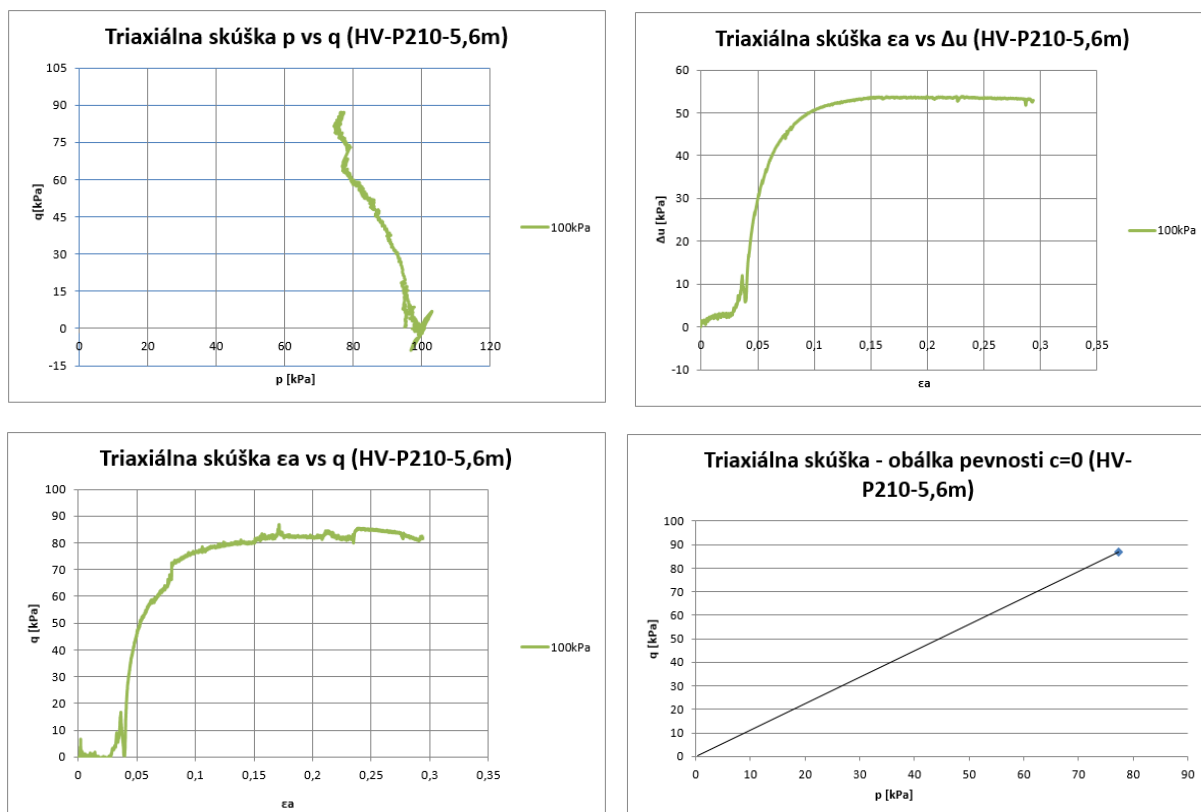 Triaxiálna skúška p vs q (HV-P210-5,6m)
105
90
75
60
45
30
15
0
-15
q[kPa]
0 20 40 60 80 100 120
p [kPa]
100kPa
Triaxiálna skúška εa vs Δu (HV-P210-5,6m)
60
50
40
30
20
10
0
-10
Δu [kPa]
0 0,05 0,1 0,15 0,2 0,25 0,3 0,35
εa
100kPa
Triaxiálna skúška εa vs q (HV-P210-5,6m)
100
90
80
70
60
50
40
30
20
10
0
q [kPa]
0 0,05 0,1 0,15 0,2 0,25 0,3 0,35
εa
100kPa
Triaxiálna skúška - obálka pevnosti c=0 (HV-
P210-5,6m)
100
90
80
70
60
50
40
30
20
10
0
q [kPa]
0 10 20 30 40 50 60 70 80 90
p [kPa]